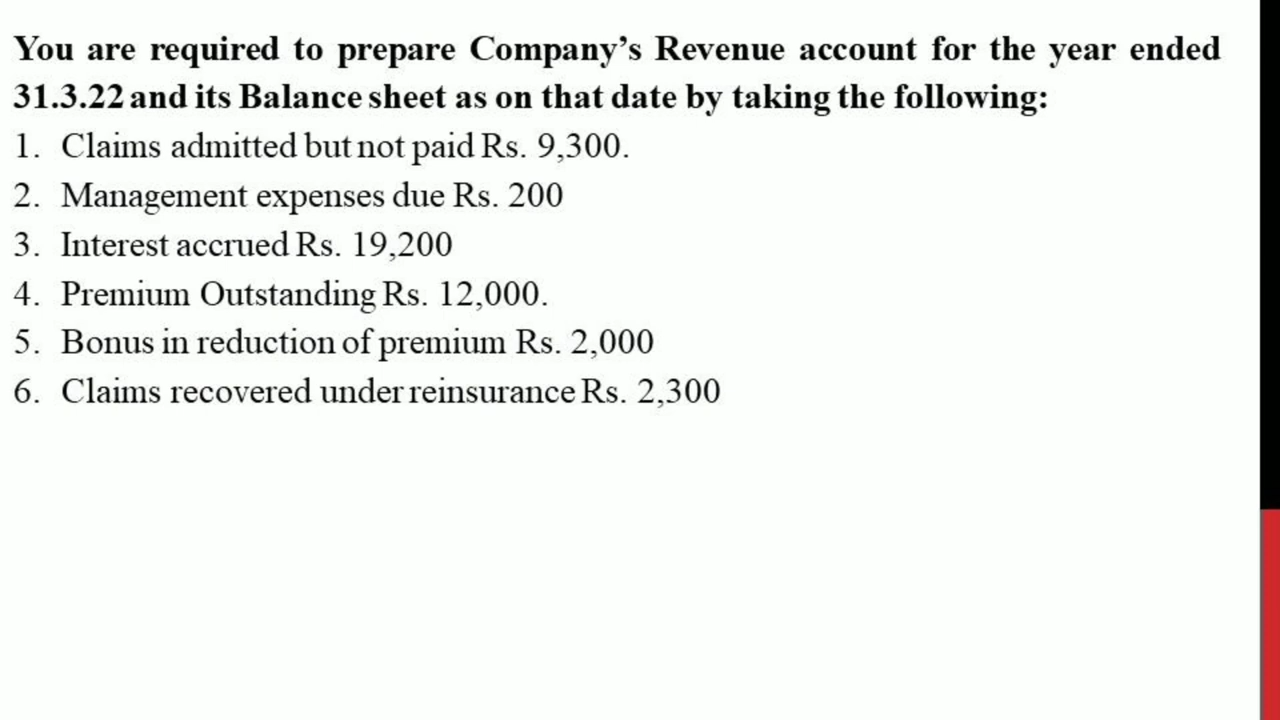 You are required to prepare Company’s Revenue account for the year ended
31.3.22 and its Balance sheet as on that date by taking the following:
1. Claims admitted but not paid Rs. 9,300.
2. Management expenses due Rs. 200
3. Interest accrued Rs. 19,200
4. Premium Outstanding Rs. 12,000.
5. Bonus in reduction of premium Rs. 2,000
6. Claims recovered under reinsurance Rs. 2,300